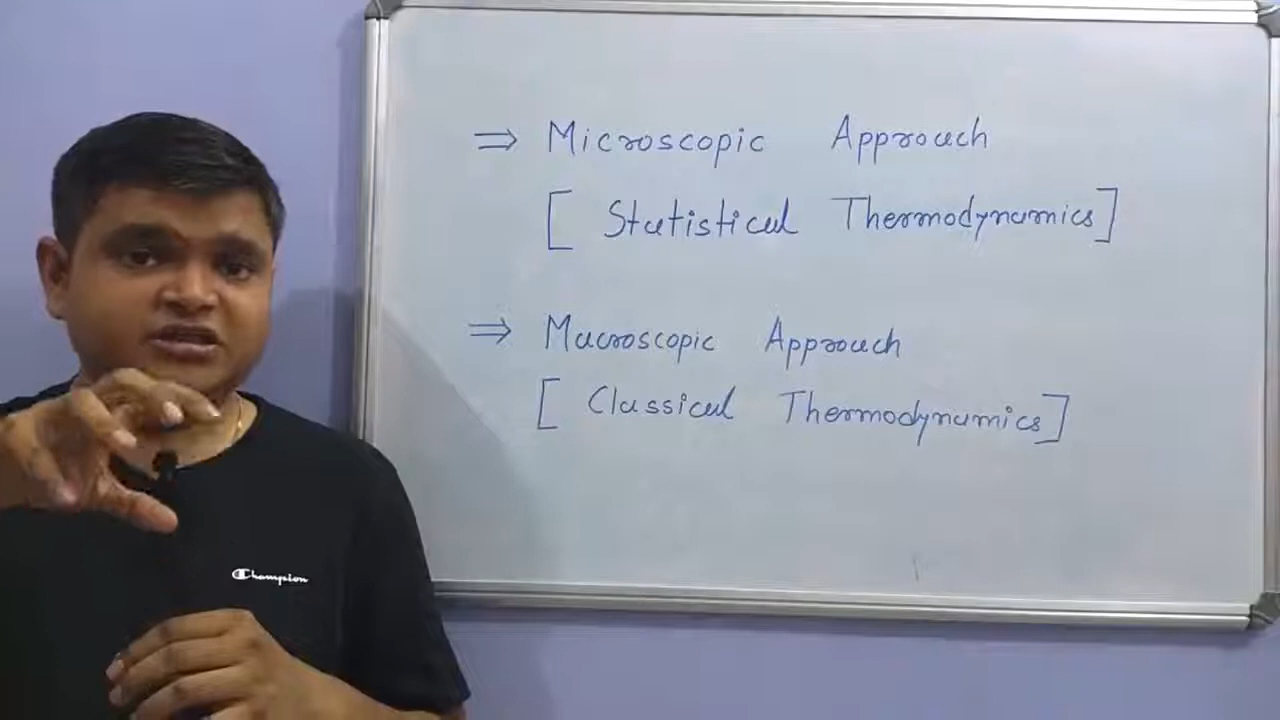 ⇒ Microscopic Approach
[ Statistical Thermodynamics ]
⇒ Macroscopic Approach
[ Classical Thermodynamics ]
Champion